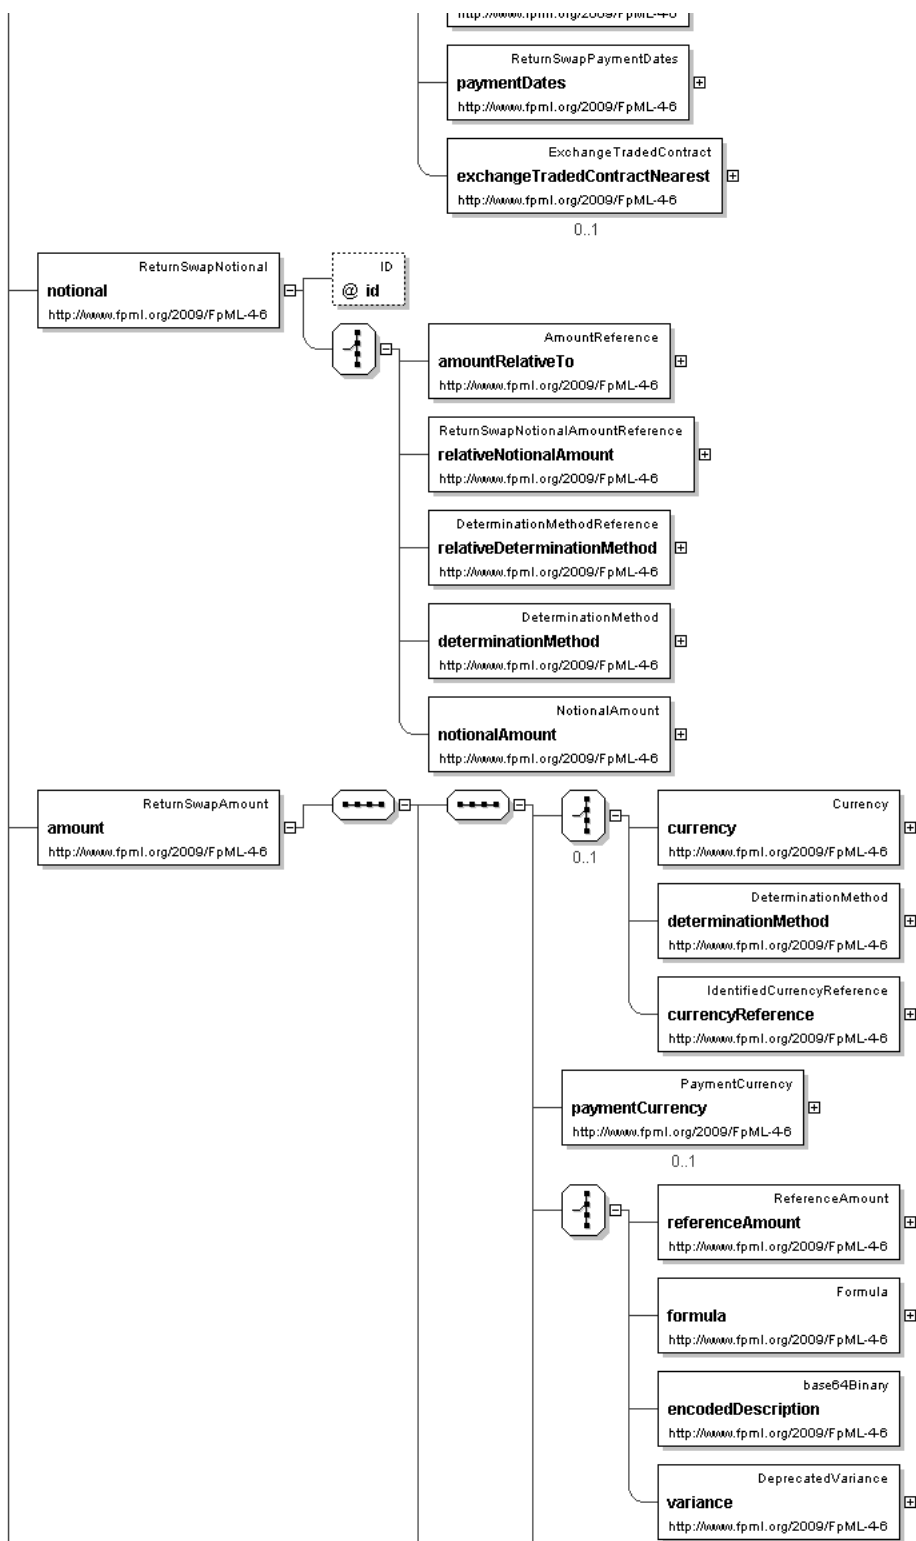 http://www.fpml.org/2009/FpML-4-6
ReturnSwapPaymentDates
paymentDates
http://www.fpml.org/2009/FpML-4-6
ExchangeTradedContract
exchangeTradedContractNearest
http://www.fpml.org/2009/FpML-4-6
0..1
ReturnSwapNotional
notional
http://www.fpml.org/2009/FpML-4-6
ID
@ id
AmountReference
amountRelativeTo
http://www.fpml.org/2009/FpML-4-6
ReturnSwapNotionalAmountReference
relativeNotionalAmount
http://www.fpml.org/2009/FpML-4-6
DeterminationMethodReference
relativeDeterminationMethod
http://www.fpml.org/2009/FpML-4-6
DeterminationMethod
determinationMethod
http://www.fpml.org/2009/FpML-4-6
NotionalAmount
notionalAmount
http://www.fpml.org/2009/FpML-4-6
ReturnSwapAmount
amount
http://www.fpml.org/2009/FpML-4-6
0..1
Currency
currency
http://www.fpml.org/2009/FpML-4-6
DeterminationMethod
determinationMethod
http://www.fpml.org/2009/FpML-4-6
IdentifiedCurrencyReference
currencyReference
http://www.fpml.org/2009/FpML-4-6
PaymentCurrency
paymentCurrency
http://www.fpml.org/2009/FpML-4-6
0..1
ReferenceAmount
referenceAmount
http://www.fpml.org/2009/FpML-4-6
Formula
formula
http://www.fpml.org/2009/FpML-4-6
base64Binary
encodedDescription
http://www.fpml.org/2009/FpML-4-6
DeprecatedVariance
variance
http://www.fpml.org/2009/FpML-4-6